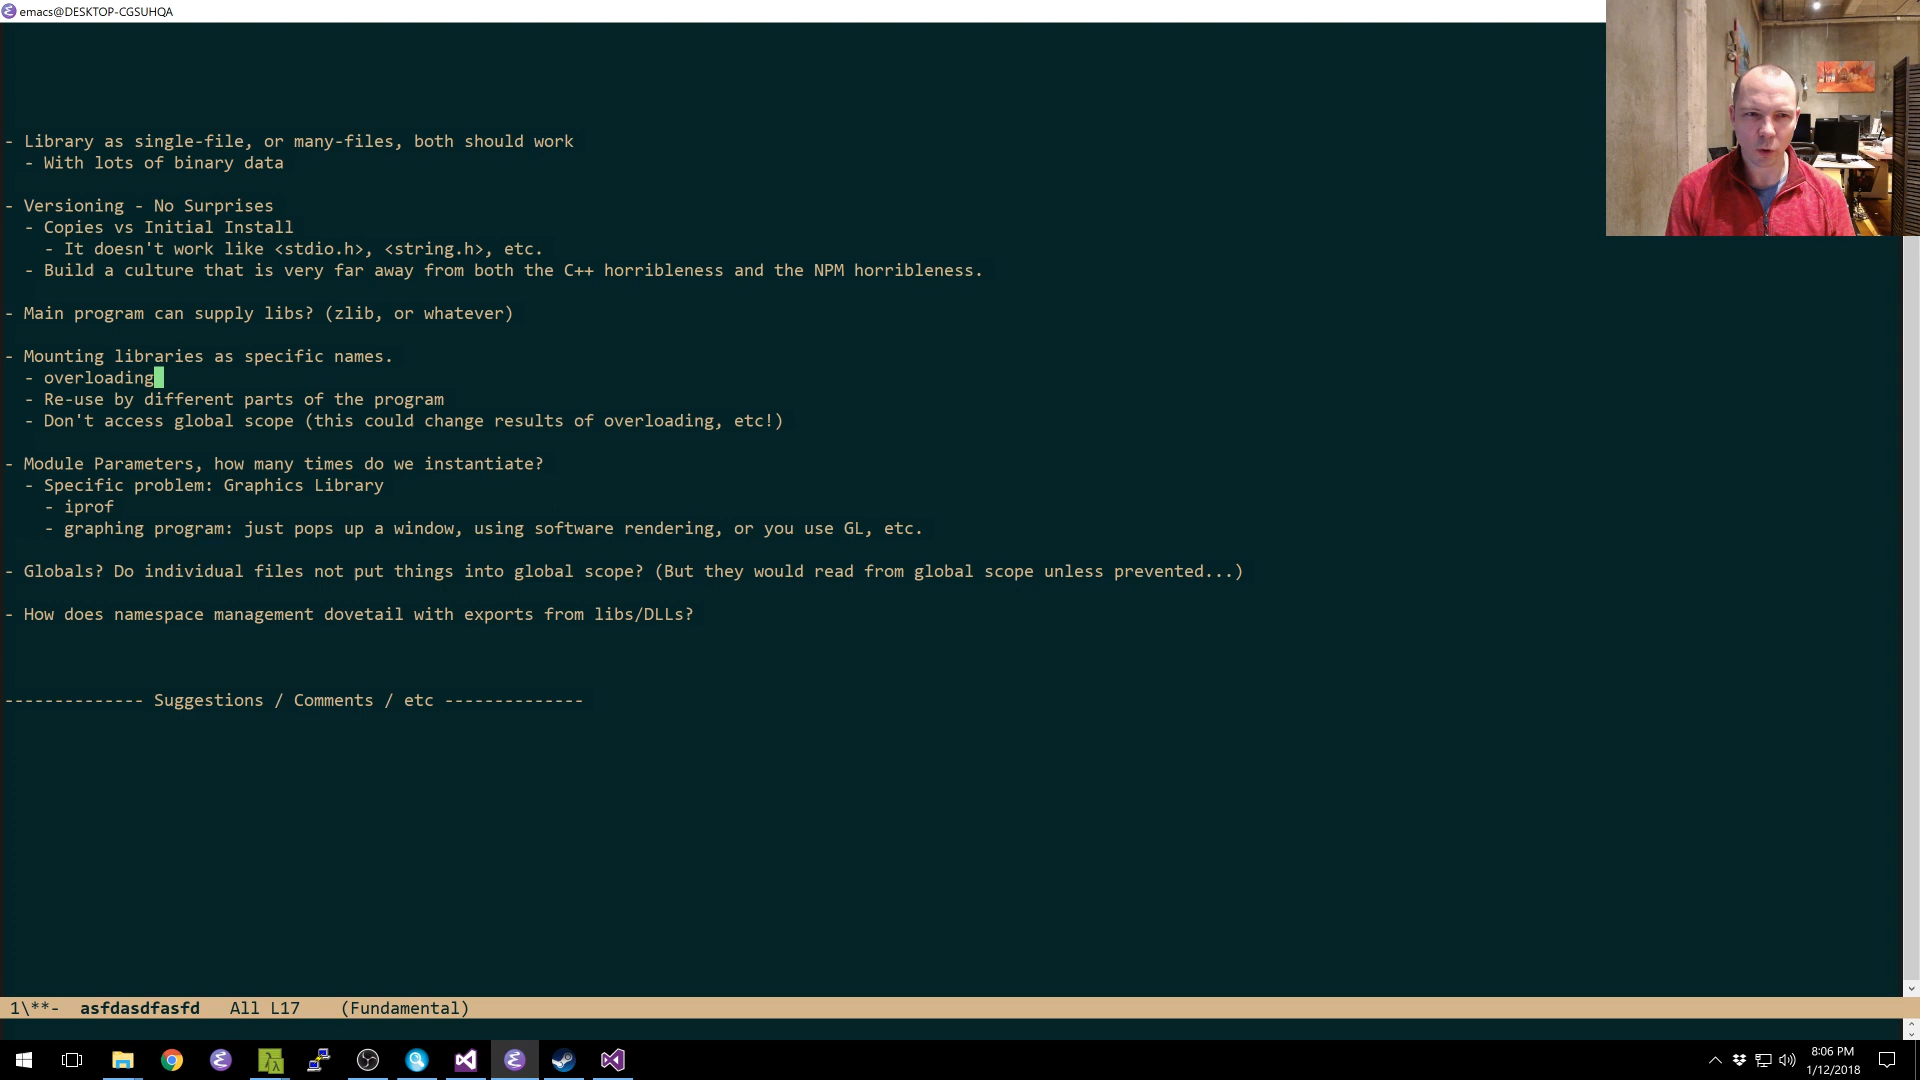 emacs@DESKTOP-CGSUHQA
- Library as single-file, or many-files, both should work
- With lots of binary data
- Versioning - No Surprises
- Copies vs Initial Install
- It doesn't work like <stdio.h>, <string.h>, etc.
- Build a culture that is very far away from both the C++ horribleness and the NPM horribleness.
- Main program can supply libs? (zlib, or whatever)
- Mounting libraries as specific names.
- overloading
- Re-use by different parts of the program
- Don't access global scope (this could change results of overloading, etc!)
- Module Parameters, how many times do we instantiate?
- Specific problem: Graphics Library
- iprof
- graphing program: just pops up a window, using software rendering, or you use GL, etc.
- Globals? Do individual files not put things into global scope? (But they would read from global scope unless prevented...)
- How does namespace management dovetail with exports from libs/DLLs?
-------------- Suggestions / Comments / etc --------------
1\**-  asfdasdfasfd   All L17    (Fundamental)
8:06 PM
1/12/2018